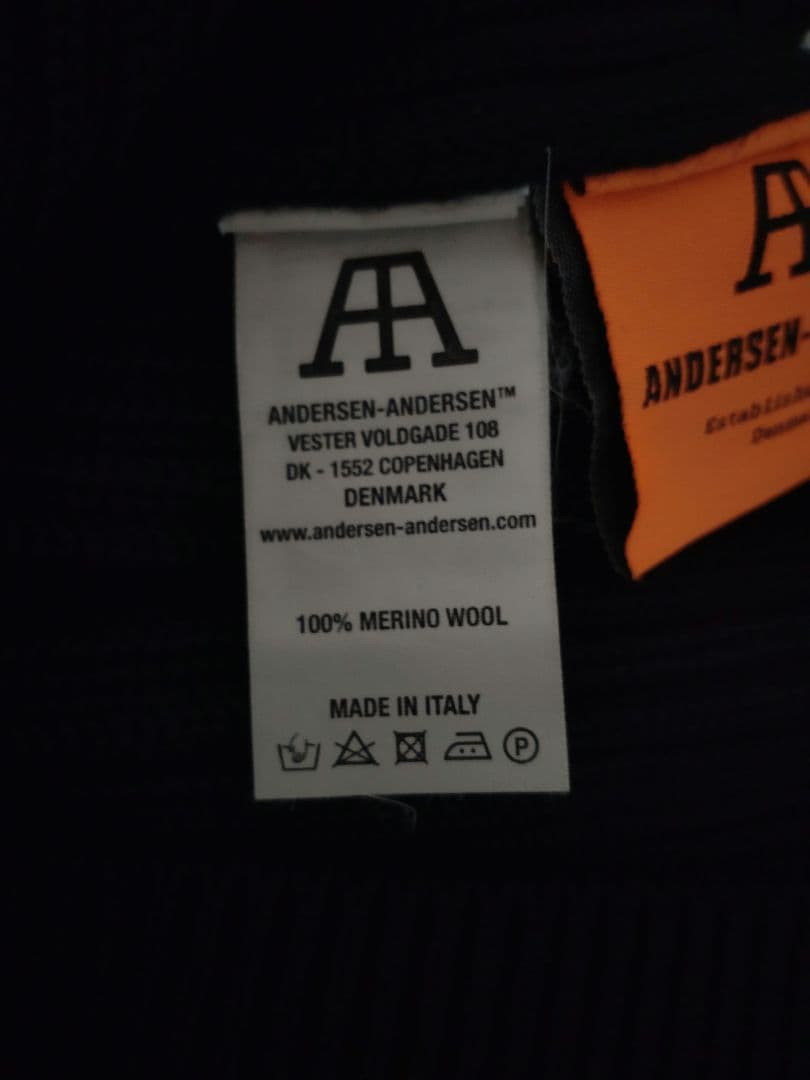 ANDERSEN-ANDERSEN™
VESTER VOLDGADE 108
DK - 1552 COPENHAGEN
DENMARK
www.andersen-andersen.com
100% MERINO WOOL
MADE IN ITALY
P
ANDERSEN-